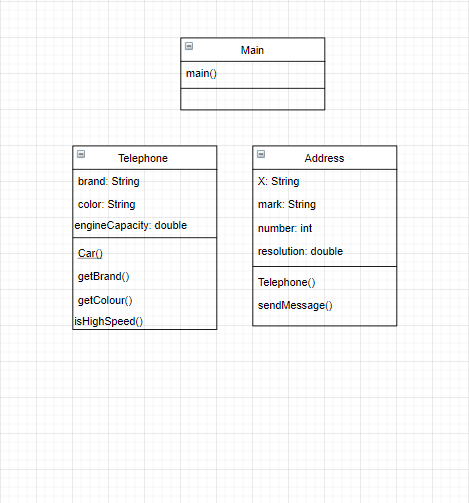 Main
main()
Telephone
brand: String
color: String
engineCapacity: double
Car()
getBrand()
getColour()
isHighSpeed()
Address
X: String
mark: String
number: int
resolution: double
Telephone()
sendMessage()